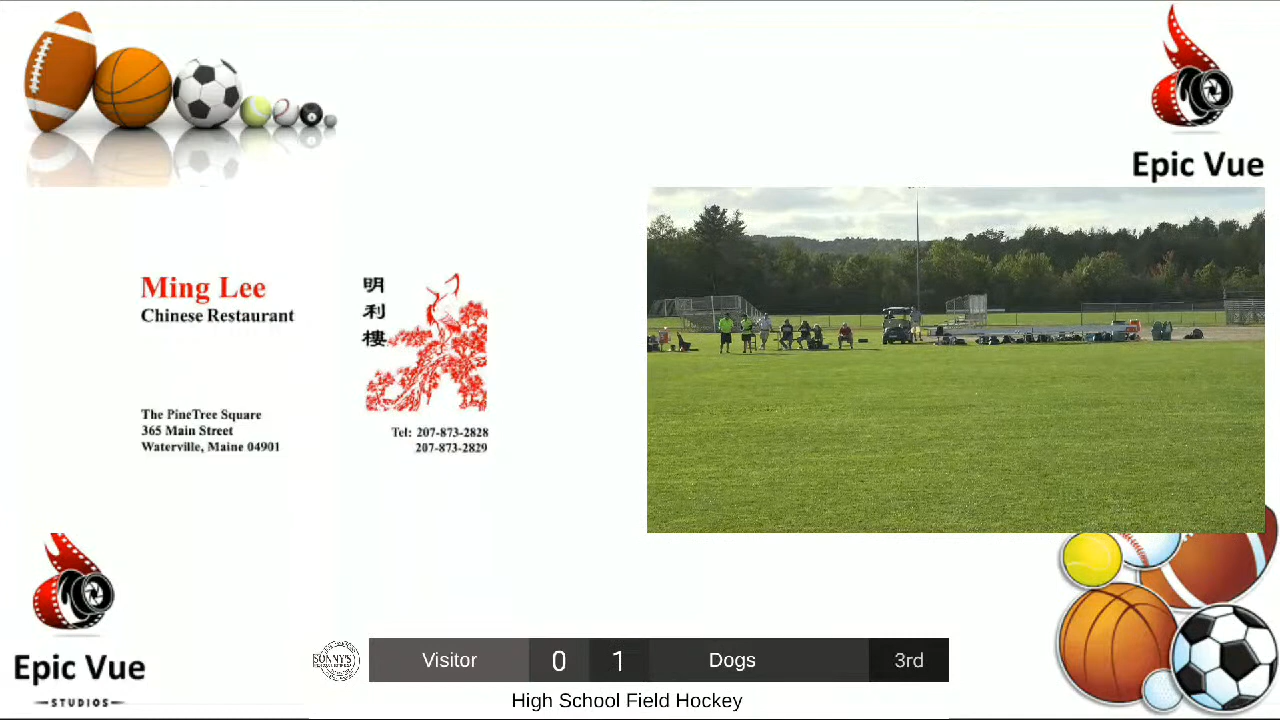 Epic Vue
Ming Lee
Chinese Restaurant
明
利
樓
The PineTree Square
365 Main Street
Waterville, Maine 04901
Tel: 207-873-2828
207-873-2829
Epic Vue
STUDIOS
SONNY'S
Visitor 0 1 Dogs 3rd
High School Field Hockey